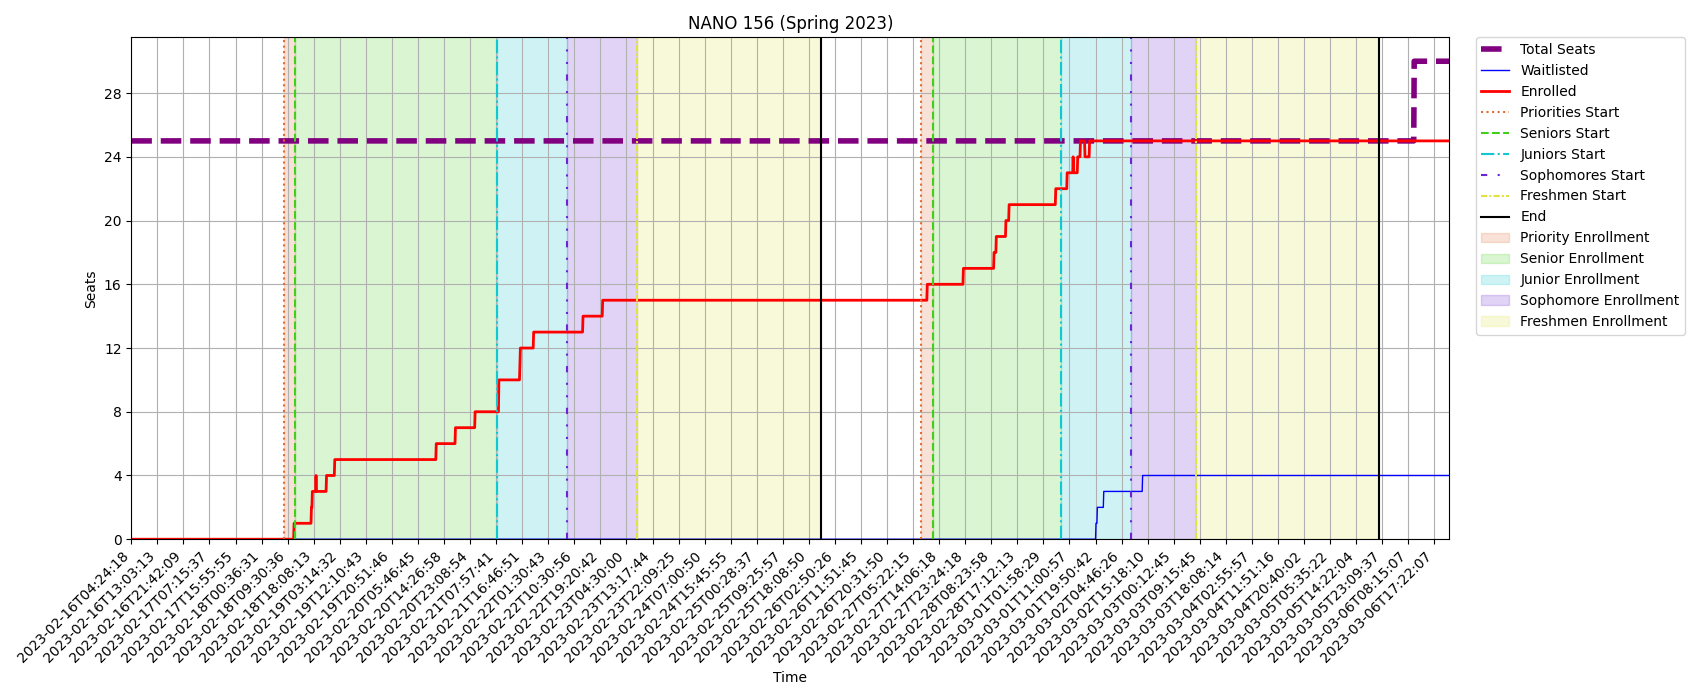 NANO 156 (Spring 2023)
Seats
28
24
20
16
12
8
4
0
2023-02-16T04:24:18
2023-02-16T13:03:13
2023-02-16T21:42:09
2023-02-17T07:15:37
2023-02-17T15:55:55
2023-02-18T00:36:31
2023-02-18T09:30:36
2023-02-18T18:08:13
2023-02-19T03:14:32
2023-02-19T12:10:43
2023-02-19T20:51:46
2023-02-20T05:46:45
2023-02-20T14:26:58
2023-02-20T23:08:54
2023-02-21T07:57:41
2023-02-21T16:46:51
2023-02-22T01:30:43
2023-02-22T10:30:56
2023-02-22T19:20:42
2023-02-23T04:30:00
2023-02-23T13:17:44
2023-02-23T22:09:25
2023-02-24T07:00:50
2023-02-24T15:45:55
2023-02-25T00:28:37
2023-02-25T09:25:57
2023-02-25T18:08:50
2023-02-26T02:50:26
2023-02-26T11:51:45
2023-02-26T20:31:50
2023-02-27T05:22:15
2023-02-27T14:06:18
2023-02-27T23:24:18
2023-02-28T08:23:58
2023-02-28T17:12:13
2023-03-01T01:58:29
2023-03-01T11:00:57
2023-03-01T19:50:42
2023-03-02T04:46:26
2023-03-02T15:18:10
2023-03-03T00:12:45
2023-03-03T09:15:45
2023-03-03T18:08:14
2023-03-04T02:55:57
2023-03-04T11:51:16
2023-03-04T20:40:02
2023-03-05T05:35:22
2023-03-05T14:22:04
2023-03-05T23:09:37
2023-03-06T08:15:07
2023-03-06T17:22:07
Time
Total Seats
Waitlisted
Enrolled
Priorities Start
Seniors Start
Juniors Start
Sophomores Start
Freshmen Start
End
Priority Enrollment
Senior Enrollment
Junior Enrollment
Sophomore Enrollment
Freshmen Enrollment